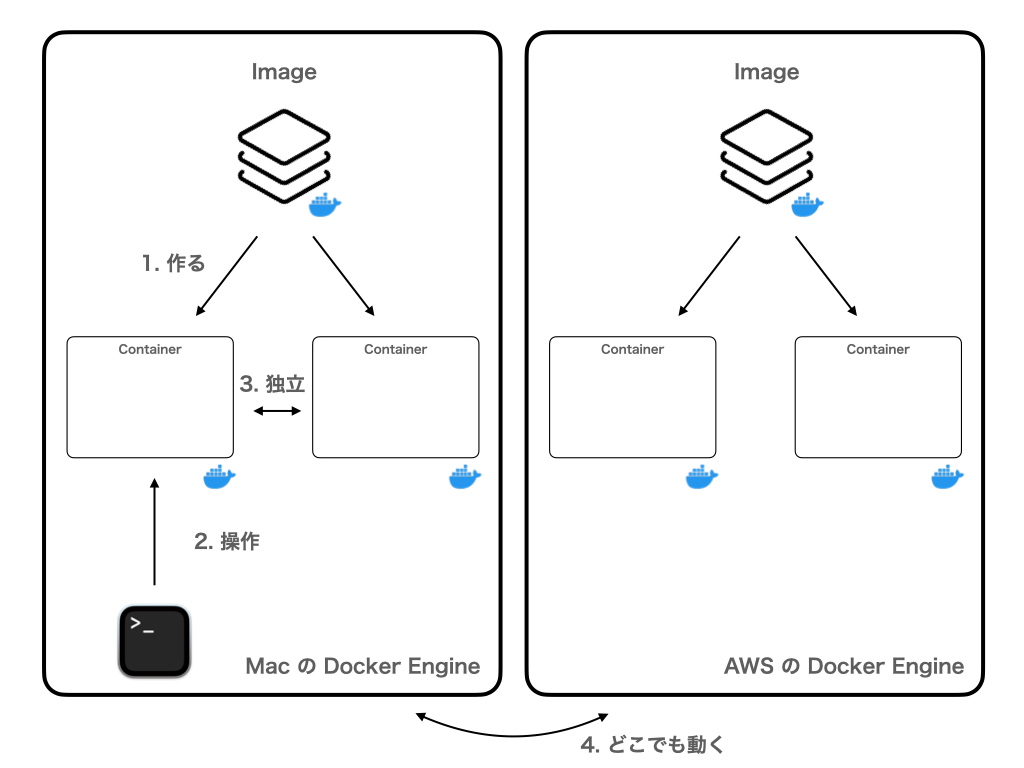 Image
1. 作る
Container
Container
3. 独立
2. 操作
>_
Mac の Docker Engine
Image
Container
Container
AWS の Docker Engine
4. どこでも動く